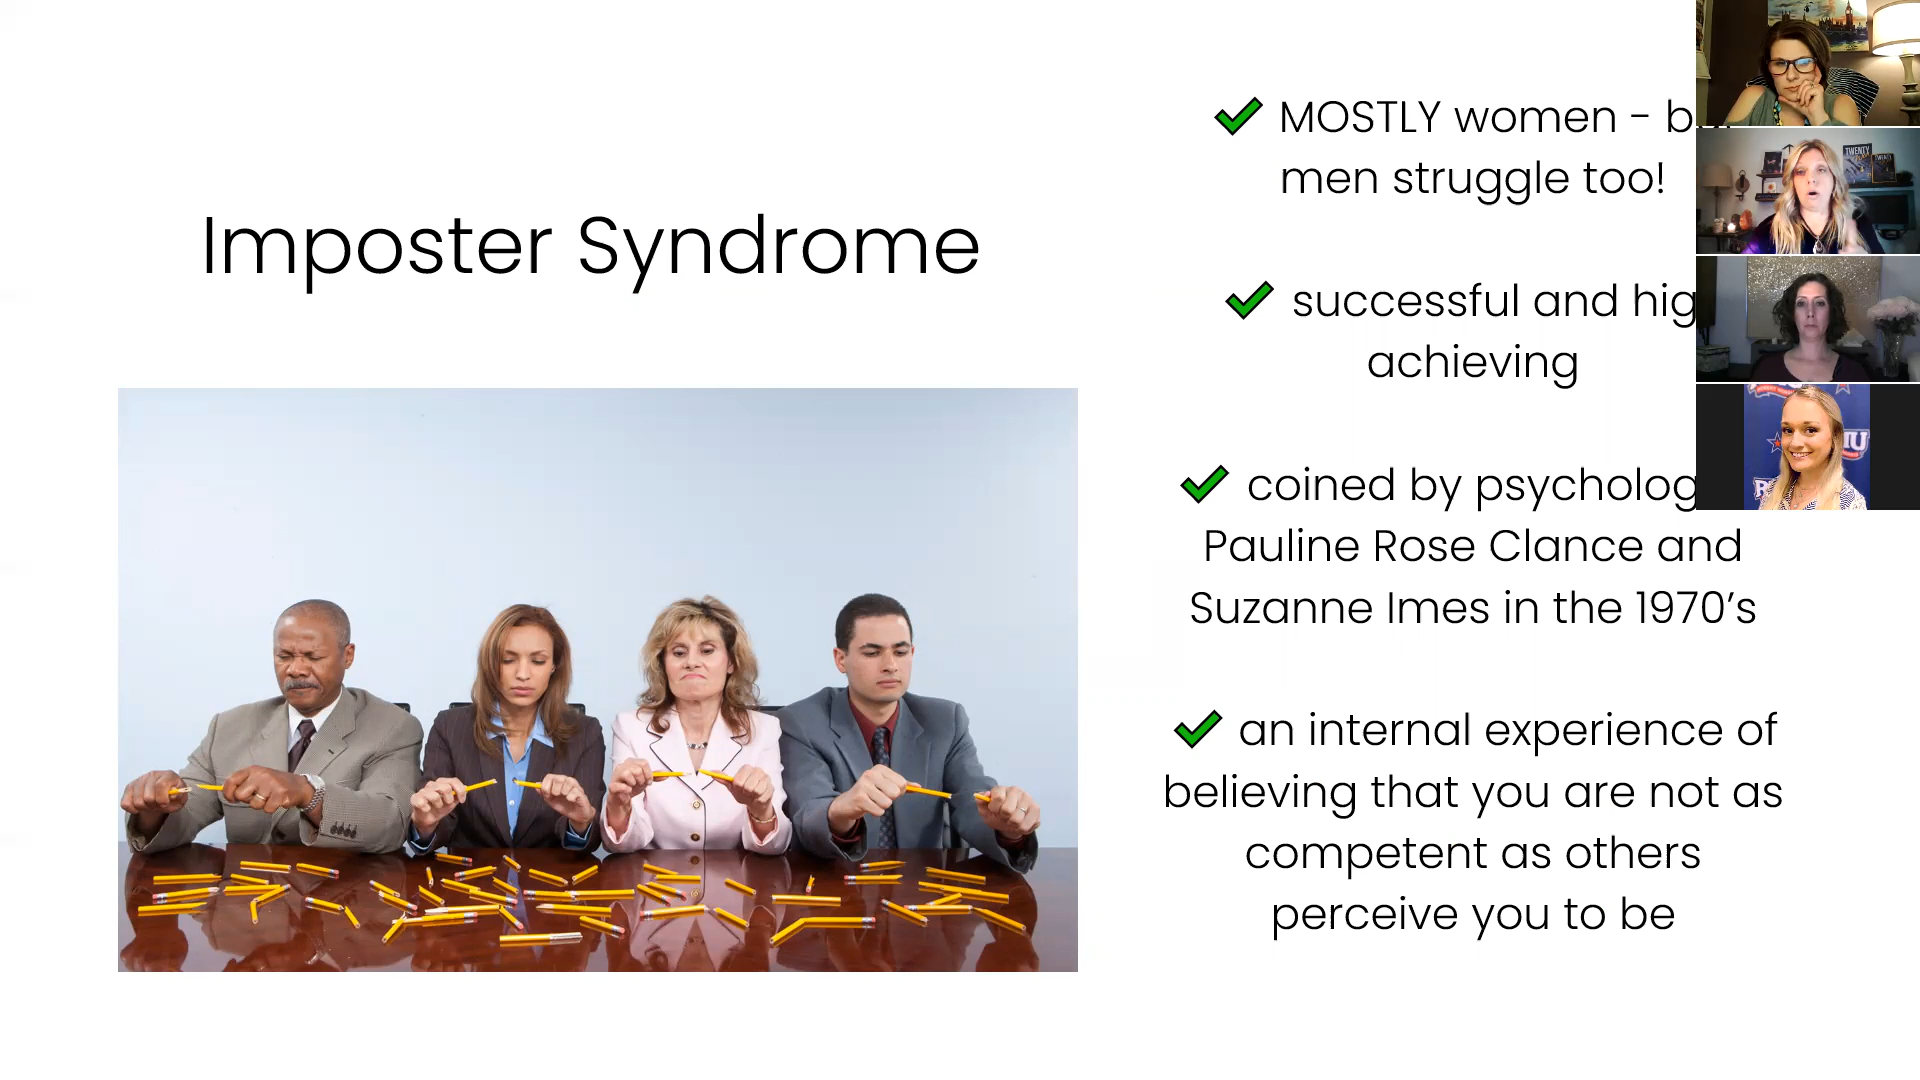 Imposter Syndrome
MOSTLY women -
men struggle too!
successful and
achieving
coined by
Pauline Rose Clance and
Suzanne Imes in the 1970’s
an internal experience of
believing that you are not as
competent as others
perceive you to be
TWENTY